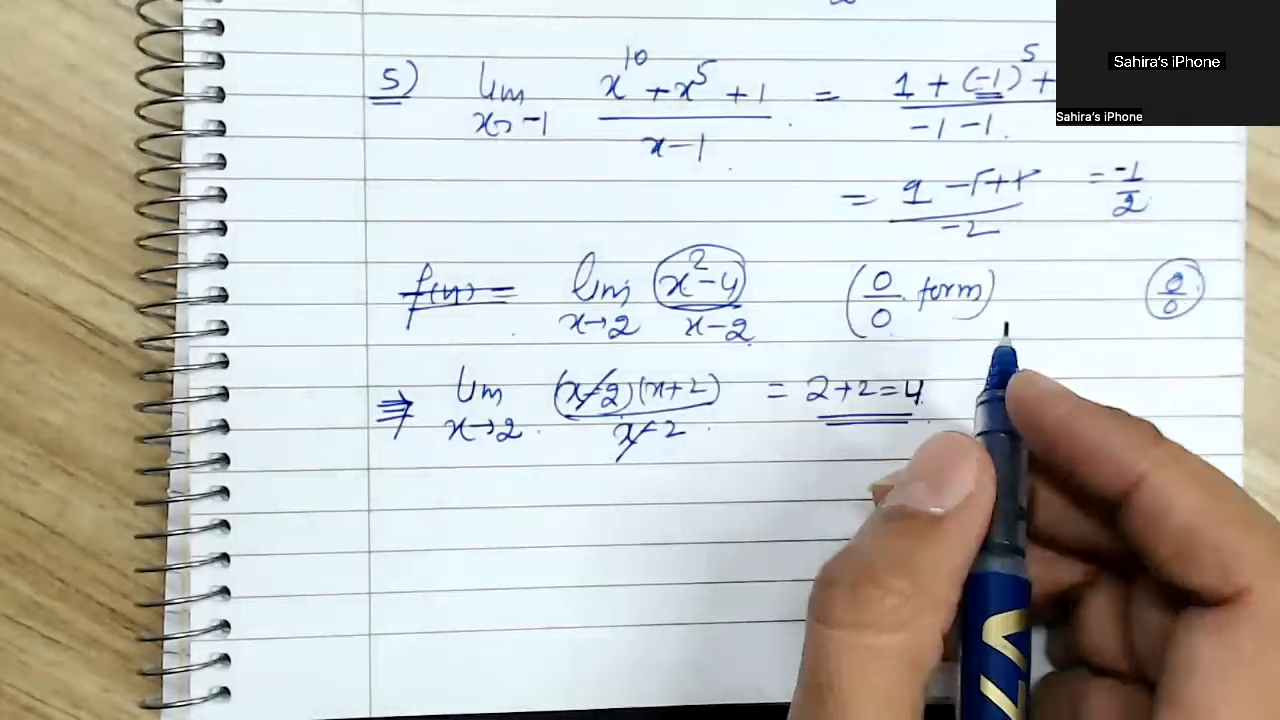 5) lim x→-1 (x^10 + x^5 + 1)/(x-1) = (1 + (-1)^5 +)/(-1-1)
= (1 - 1 + 1)/(-2) = -1/2
f(x) = lim x→2 (x^2-4)/(x-2) (0/0 form) 0/0
⇒ lim x→2 (x-2)(x+2)/(x-2) = 2+2=4
Sahira's iPhone
Sahira's iPhone
V7